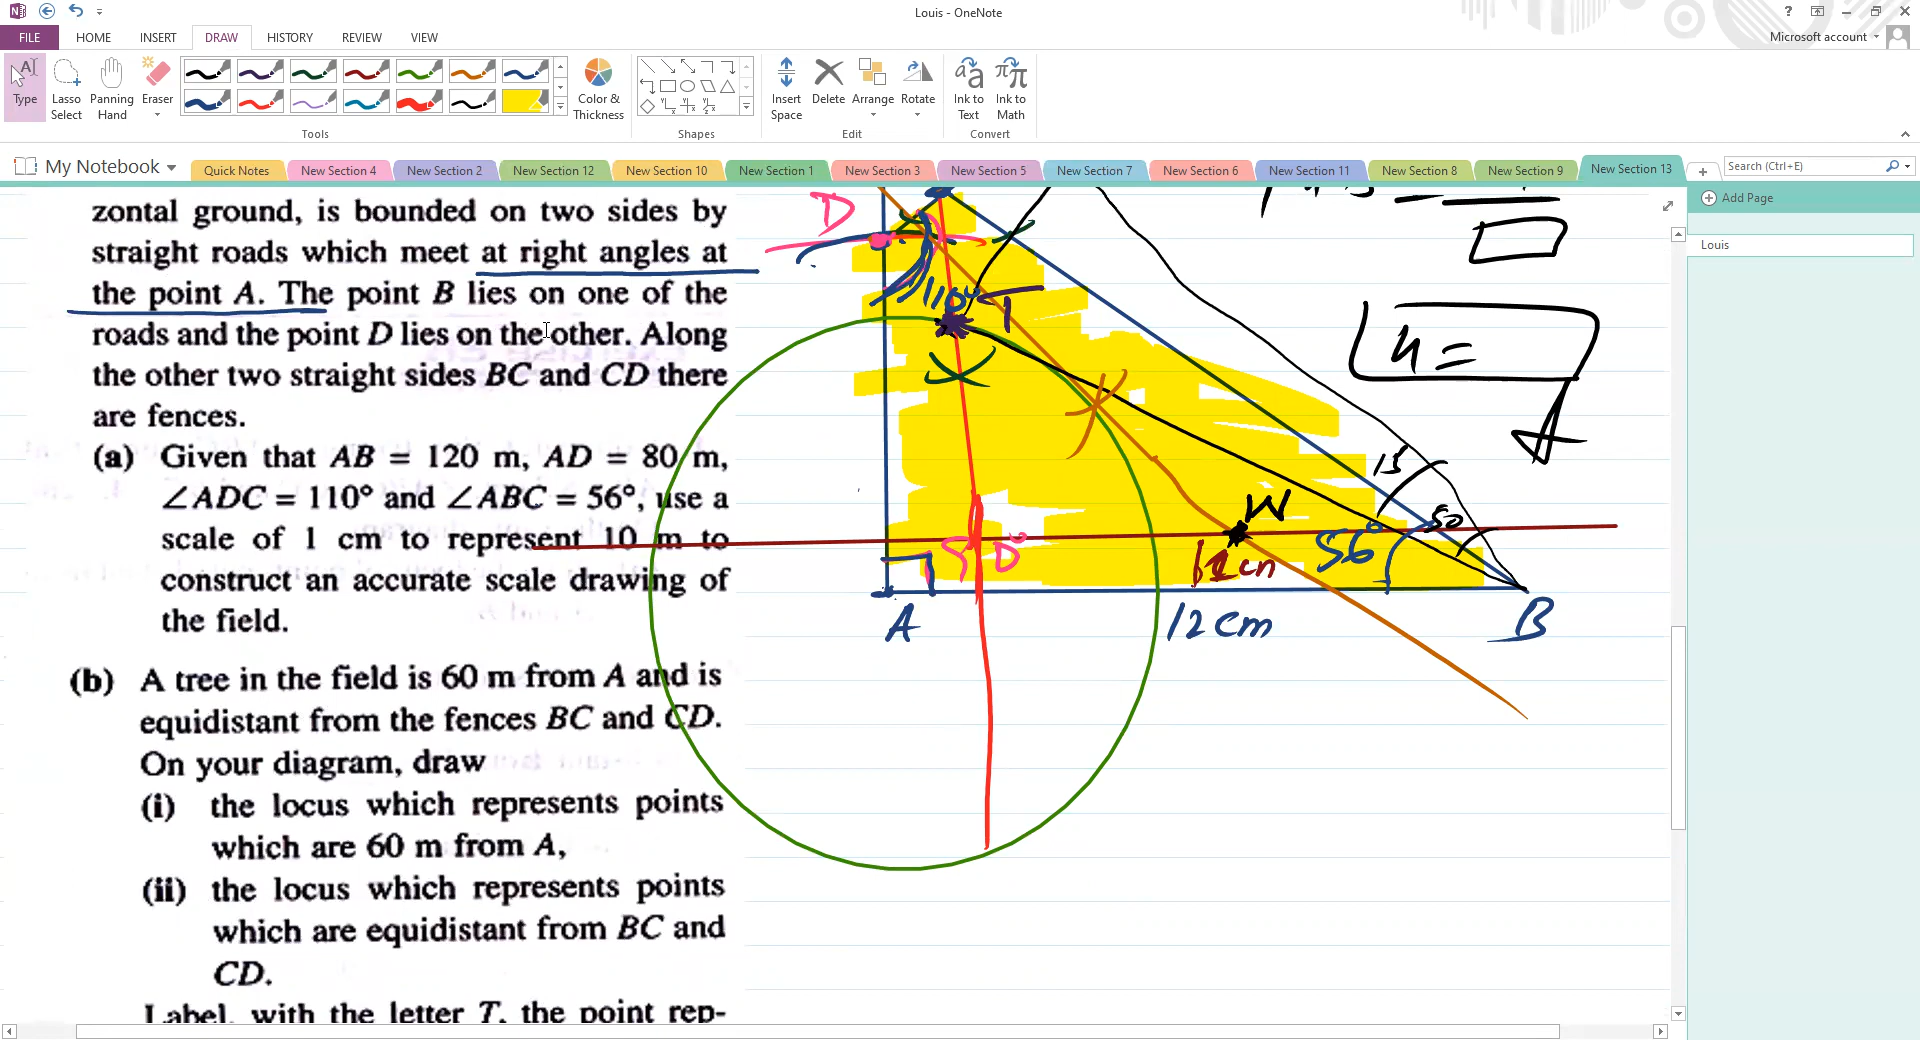 Louis - OneNote
Microsoft account
FILE HOME INSERT DRAW HISTORY REVIEW VIEW
Type
Lasso Select
Panning Hand
Eraser
Color & Thickness
Insert Space
Delete
Arrange
Rotate
Ink to Text
Ink to Math
Tools
Shapes
Edit
Convert
My Notebook
Quick Notes
New Section 4
New Section 2
New Section 12
New Section 10
New Section 1
New Section 3
New Section 5
New Section 7
New Section 6
New Section 11
New Section 8
New Section 9
New Section 13
Search (Ctrl+E)
Add Page
Louis
zontal ground, is bounded on two sides by
straight roads which meet at right angles at
the point A. The point B lies on one of the
roads and the point D lies on the other. Along
the other two straight sides BC and CD there
are fences.
(a) Given that AB = 120 m, AD = 80 m,
∠ADC = 110° and ∠ABC = 56°, use a
scale of 1 cm to represent 10 m to
construct an accurate scale drawing of
the field.
(b) A tree in the field is 60 m from A and is
equidistant from the fences BC and CD.
On your diagram, draw
(i) the locus which represents points
which are 60 m from A,
(ii) the locus which represents points
which are equidistant from BC and
CD.
Label, with the letter T, the point rep-
D
110°
T
W
56°
A
12cm
B